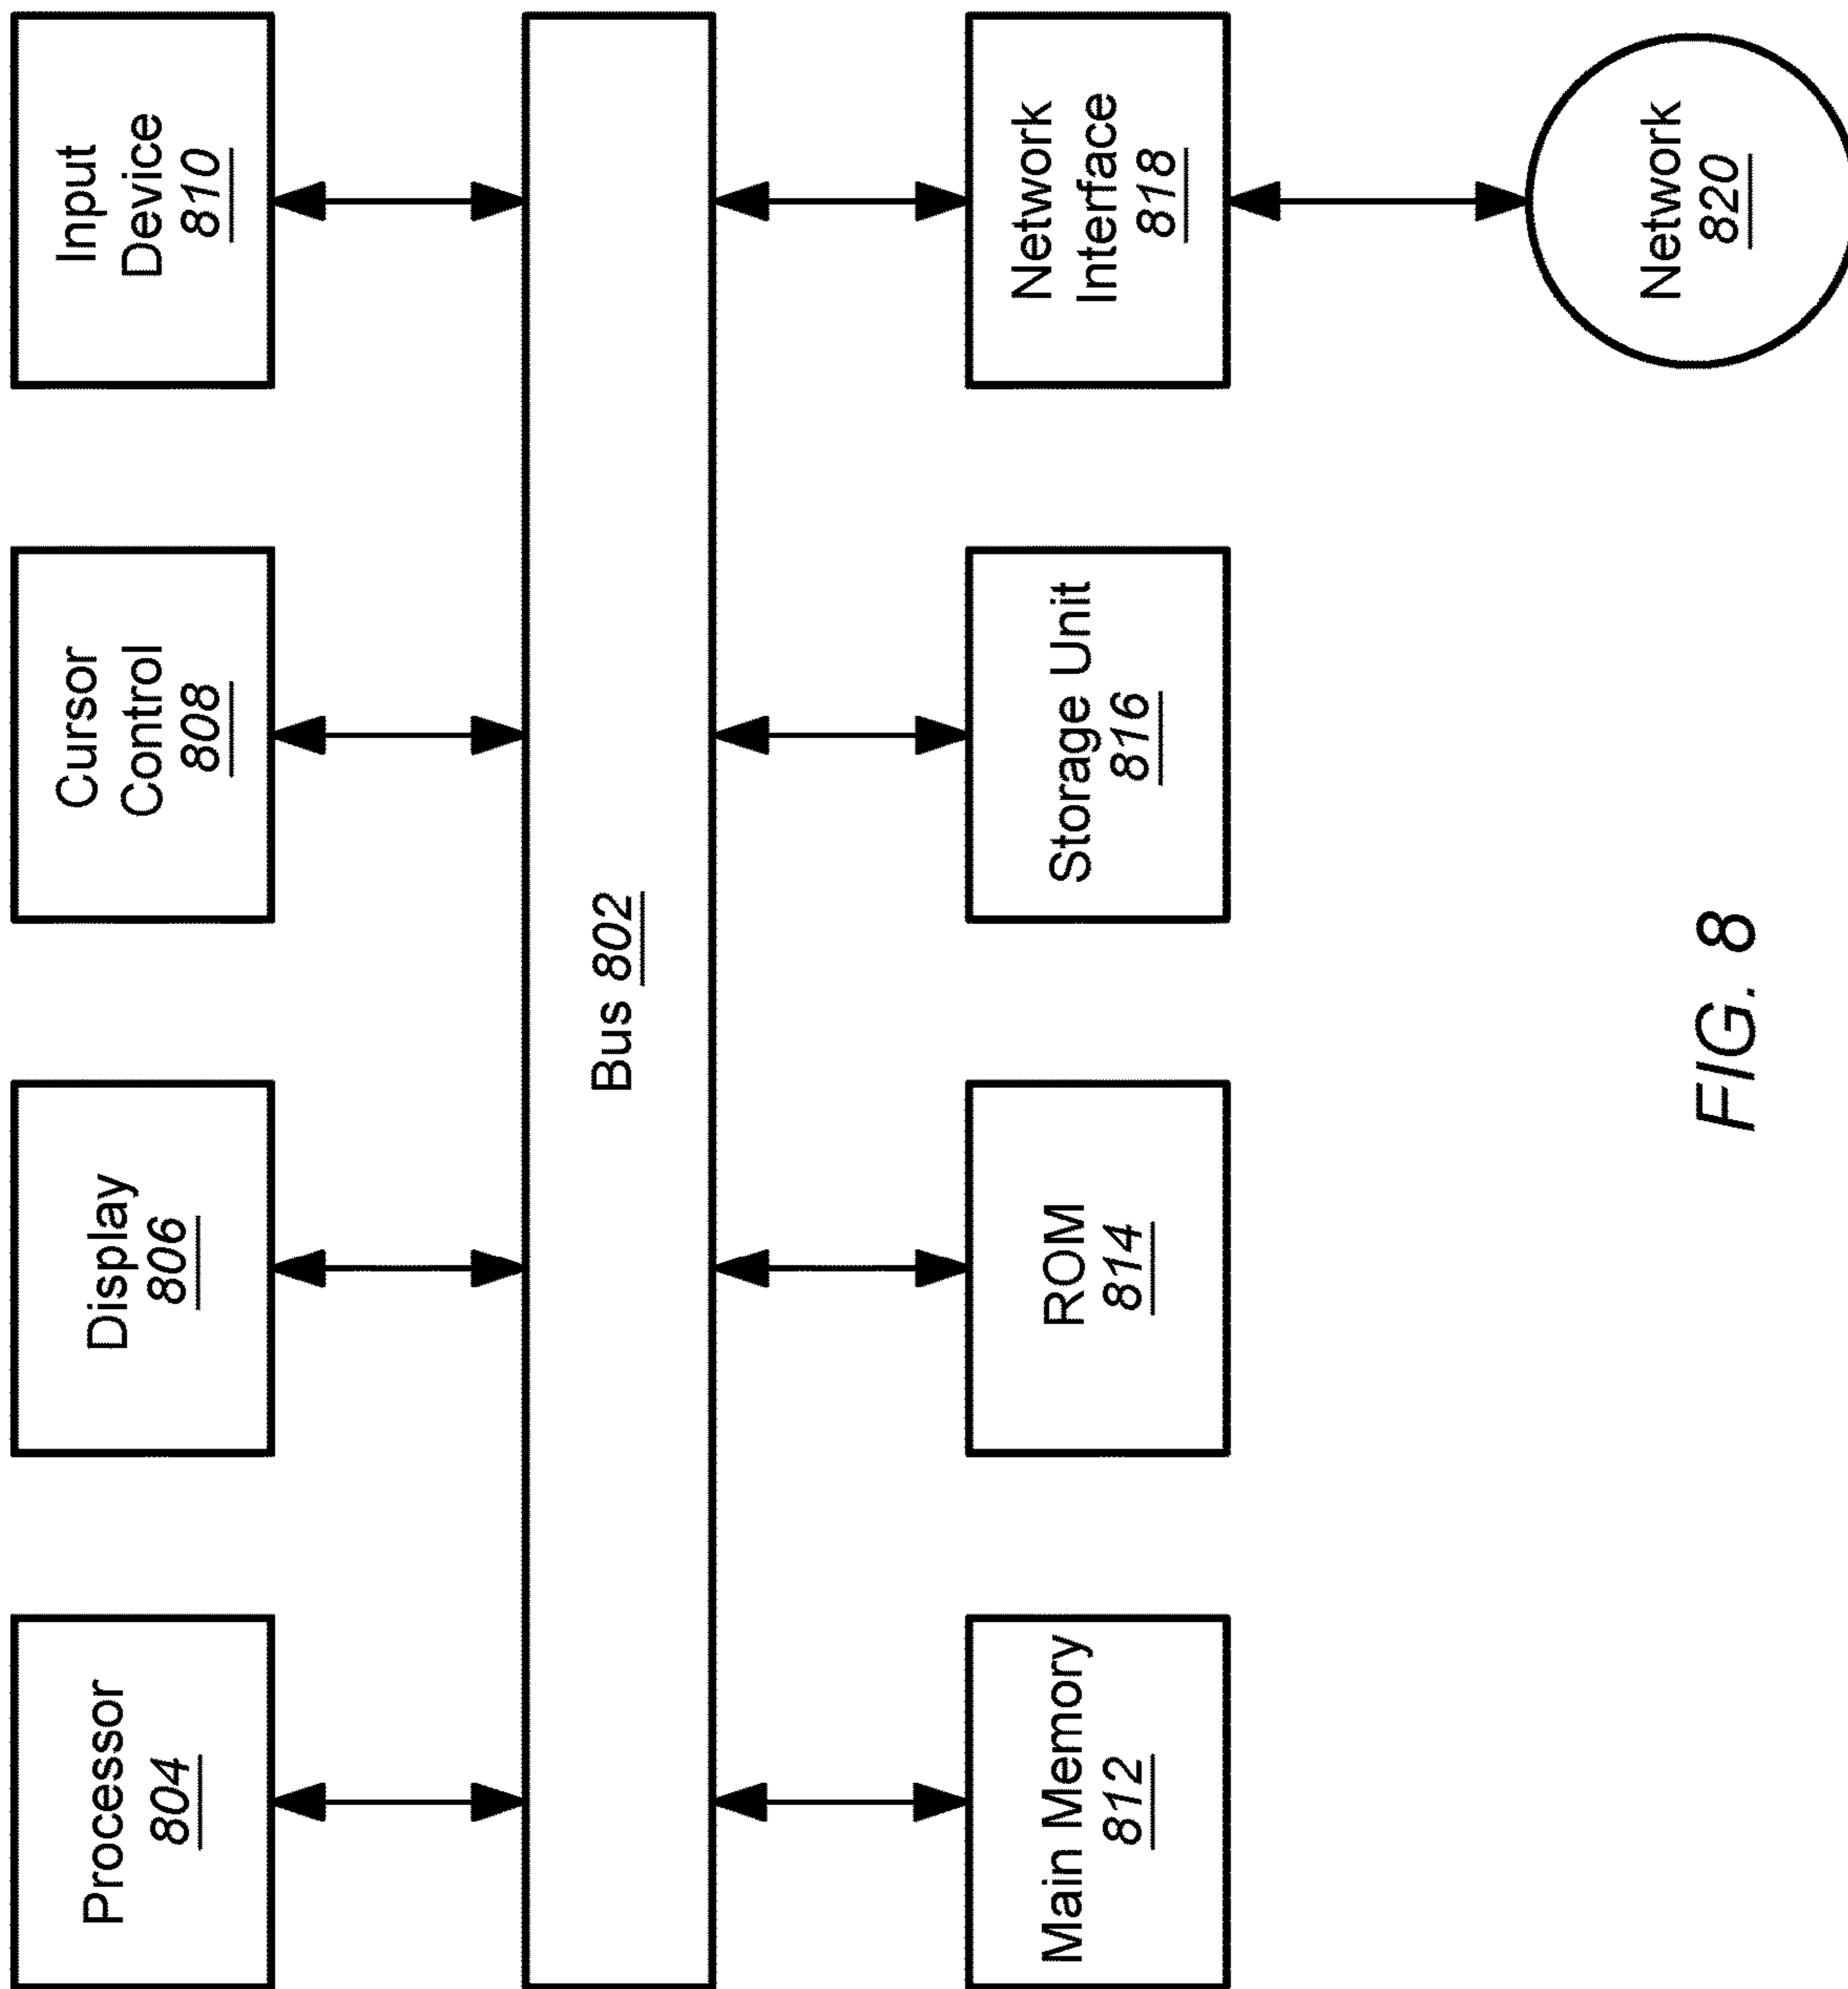 Processor
804
Display
806
Cursor
Control
808
Input
Device
810
Bus 802
Main Memory
812
ROM
814
Storage Unit
816
Network
Interface
818
Network
820
FIG. 8